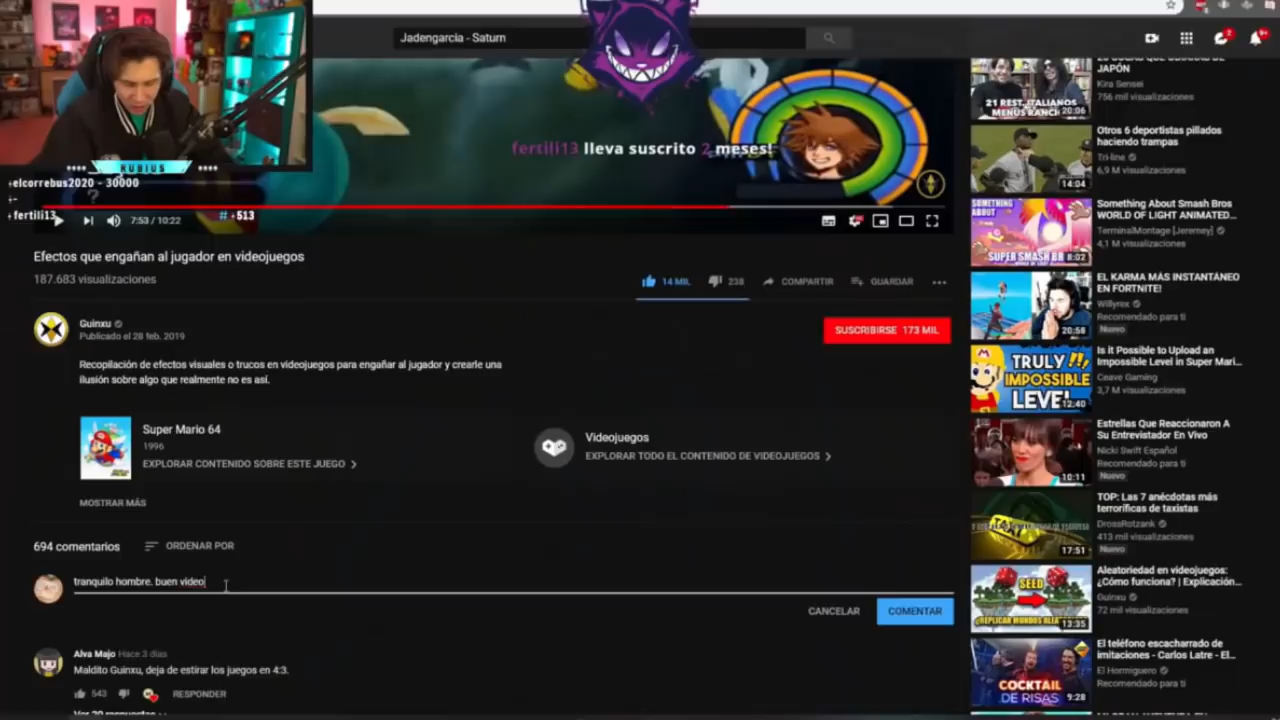 Jadengarcia - Saturn
fertili13 lleva suscrito 2 meses!
RUBIUS
+elcorrebus2020 - 30000
+-
+fertili13
# +513
7:53 / 10:22
Efectos que engañan al jugador en videojuegos
187.683 visualizaciones
14 MIL
238
COMPARTIR
GUARDAR
Guinxu
Publicado el 28 feb. 2019
SUSCRIBIRSE 173 MIL
Recopilación de efectos visuales o trucos en videojuegos para engañar al jugador y crearle una
ilusión sobre algo que realmente no es así.
Super Mario 64
1996
EXPLORAR CONTENIDO SOBRE ESTE JUEGO
Videojuegos
EXPLORAR TODO EL CONTENIDO DE VIDEOJUEGOS
MOSTRAR MÁS
694 comentarios
ORDENAR POR
tranquilo hombre. buen video
CANCELAR
COMENTAR
Alva Majo Hace 3 días
Maldito Guinxu, deja de estirar los juegos en 4:3.
543
RESPONDER
JAPÓN
Kira Sensei
756 mil visualizaciones
21 REST. ITALIANOS
MENUS RANCI
20:06
Otros 6 deportistas pillados
haciendo trampas
Tri-line
6,9 M visualizaciones
14:04
Something About Smash Bros
WORLD OF LIGHT ANIMATED...
TerminalMontage [Jeremey]
4,1 M visualizaciones
SOMETHING
ABOUT
SUPER SMASH BR
8:02
EL KARMA MÁS INSTANTÁNEO
EN FORTNITE!
Willyrex
Recomendado para ti
Nuevo
20:58
Is it Possible to Upload an
Impossible Level in Super Mari...
Ceave Gaming
3,7 M visualizaciones
TRULY !!
IMPOSSIBLE
LEVEL
12:40
Estrellas Que Reaccionaron A
Su Entrevistador En Vivo
Nicki Swift Español
Recomendado para ti
Nuevo
10:11
TOP: Las 7 anécdotas más
terroríficas de taxistas
DrossRotzank
413 mil visualizaciones
Nuevo
TAXI
17:51
Aleatoriedad en videojuegos:
¿Cómo funciona? | Explicación...
Guinxu
72 mil visualizaciones
SEED
13:35
El teléfono escacharrado de
imitaciones - Carlos Latre - El...
El Hormiguero
Recomendado para ti
COCKTAIL
DE RISAS
9:28